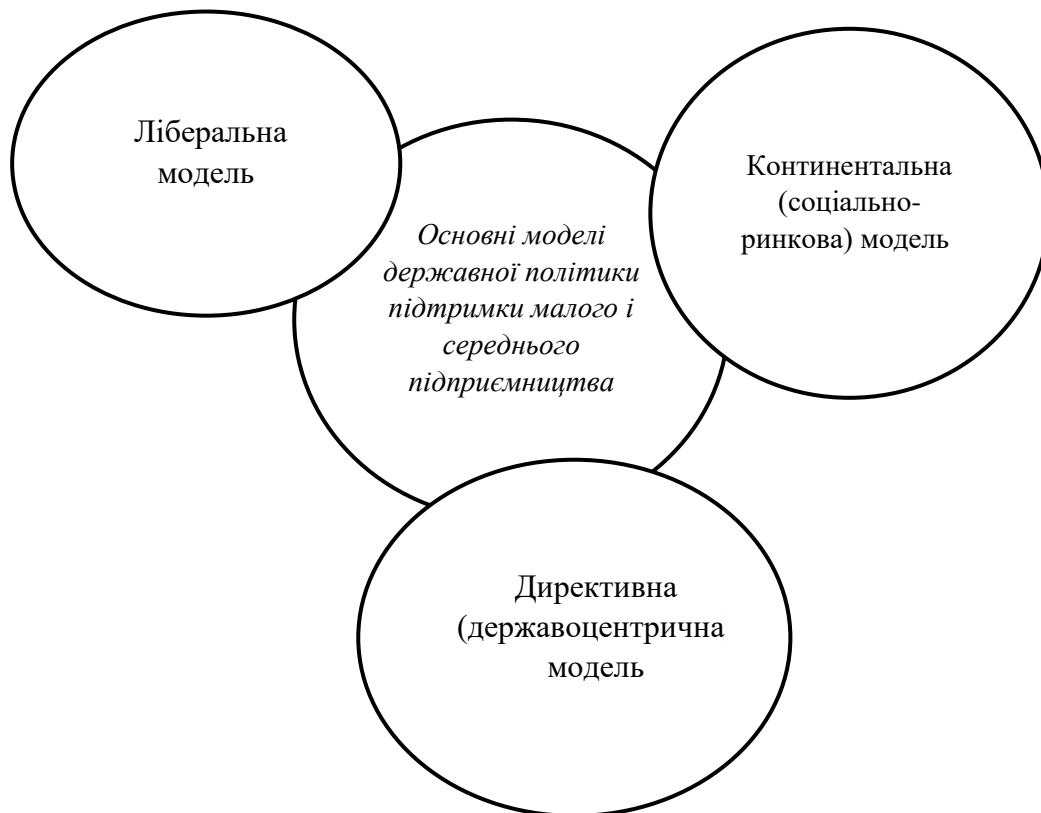 Ліберальна
модель
Континентальна
(соціально-
ринкова) модель
Основні моделі
державної політики
підтримки малого і
середнього
підприємництва
Директивна
(державоцентрична
модель